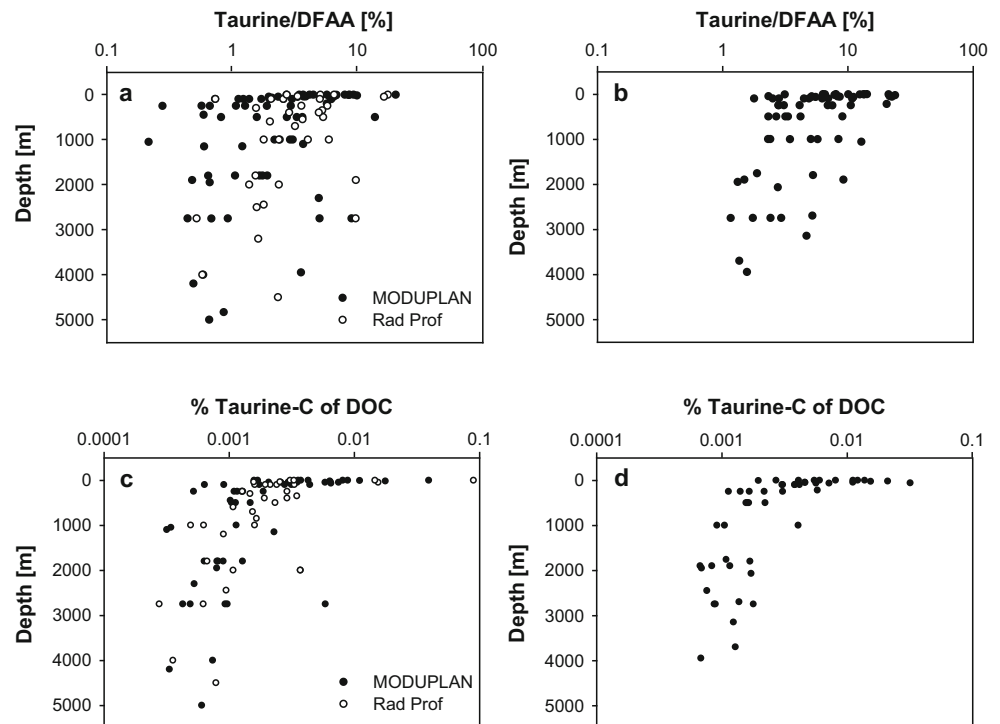 Taurine/DFAA [%]
0.1 1 10 100
a
Depth [m]
0
1000
2000
3000
4000
5000
MODUPLAN
Rad Prof
Taurine/DFAA [%]
0.1 1 10 100
b
Depth [m]
0
1000
2000
3000
4000
5000
% Taurine-C of DOC
0.0001 0.001 0.01 0.1
c
Depth [m]
0
1000
2000
3000
4000
5000
MODUPLAN
Rad Prof
% Taurine-C of DOC
0.0001 0.001 0.01 0.1
d
Depth [m]
0
1000
2000
3000
4000
5000